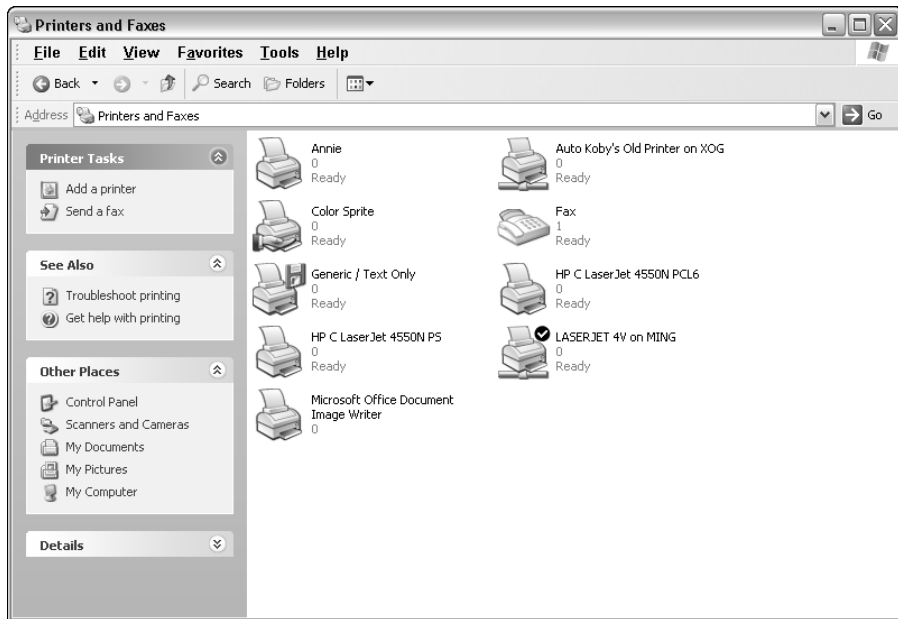 Printers and Faxes
File Edit View Favorites Tools Help
Back Search Folders
Address Printers and Faxes Go
Printer Tasks
Add a printer
Send a fax
See Also
Troubleshoot printing
Get help with printing
Other Places
Control Panel
Scanners and Cameras
My Documents
My Pictures
My Computer
Details
Annie
0
Ready
Auto Koby's Old Printer on XOG
0
Ready
Color Sprite
0
Ready
Fax
1
Ready
Generic / Text Only
0
Ready
HP C LaserJet 4550N PCL6
0
Ready
HP C LaserJet 4550N PS
0
Ready
LASERJET 4V on MING
0
Ready
Microsoft Office Document
Image Writer
0